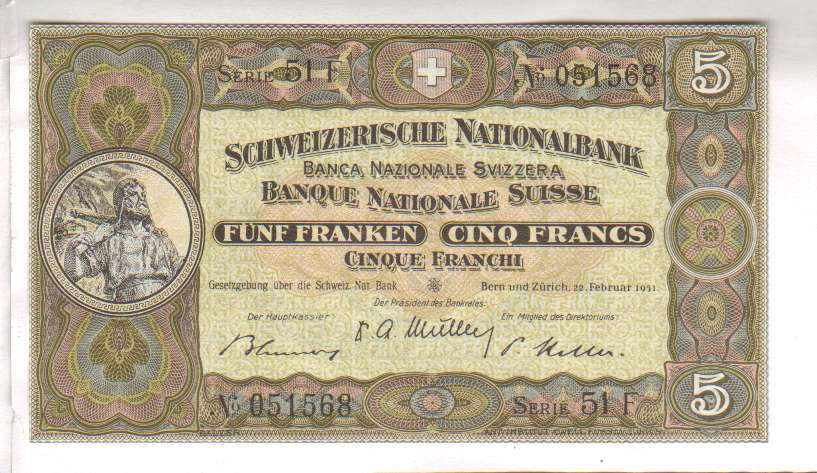 SERIE 51 F
№ 051568
5
SCHWEIZERISCHE NATIONALBANK
BANCA NAZIONALE SVIZZERA
BANQUE NATIONALE SUISSE
FÜNF FRANKEN CINQ FRANCS
CINQUE FRANCHI
Gesetzgebung über die Schweiz. Nat Bank
Bern und Zürich, 22. Februar 1951.
Der Präsident des Bankrates:
Der Hauptkassier:
Ein Mitglied des Direktoriums:
№ 051568
SERIE 51 F
5